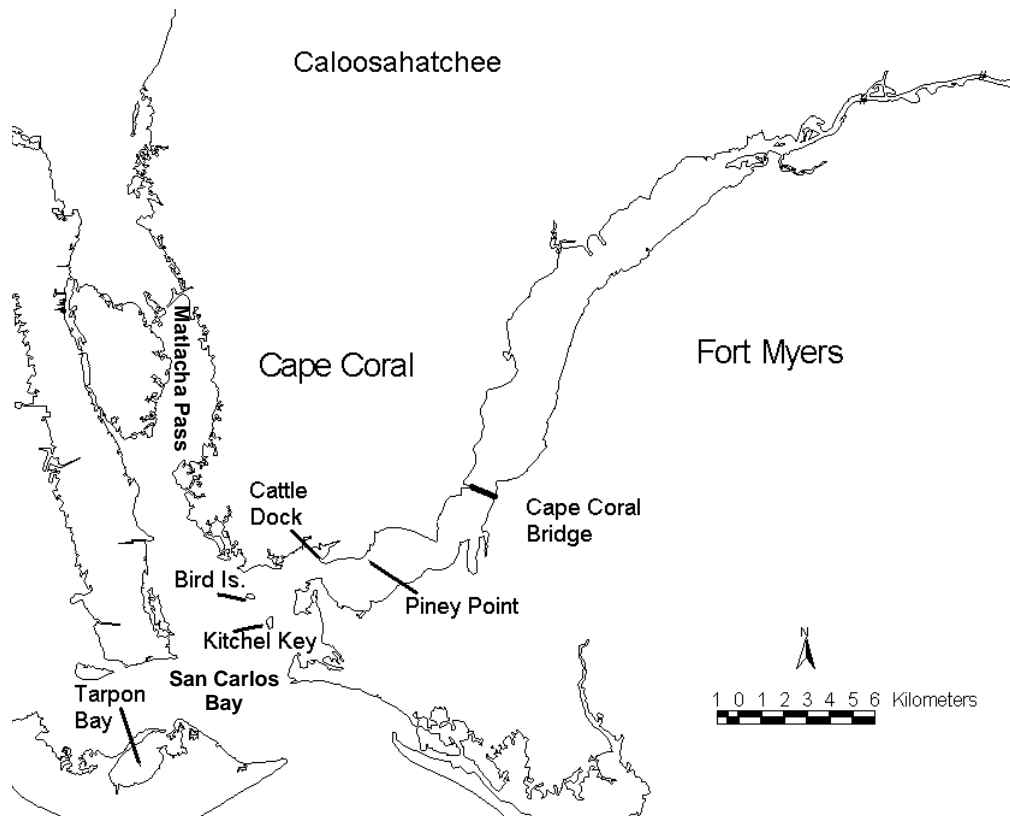 Caloosahatchee
Matlacha Pass
Cape Coral
Fort Myers
Cattle
Dock
Cape Coral
Bridge
Bird Is.
Piney Point
Kitchel Key
San Carlos
Bay
Tarpon
Bay
N
1 0 1 2 3 4 5 6 Kilometers